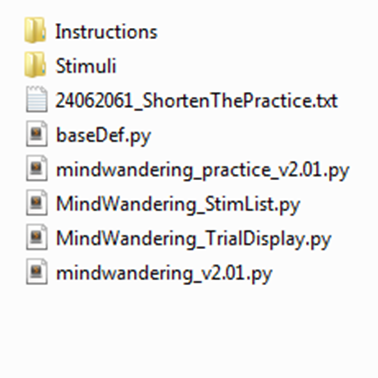 Instructions
Stimuli
24062061_ShortenThePractice.txt
baseDef.py
mindwandering_practice_v2.01.py
MindWandering_StimList.py
MindWandering_TrialDisplay.py
mindwandering_v2.01.py